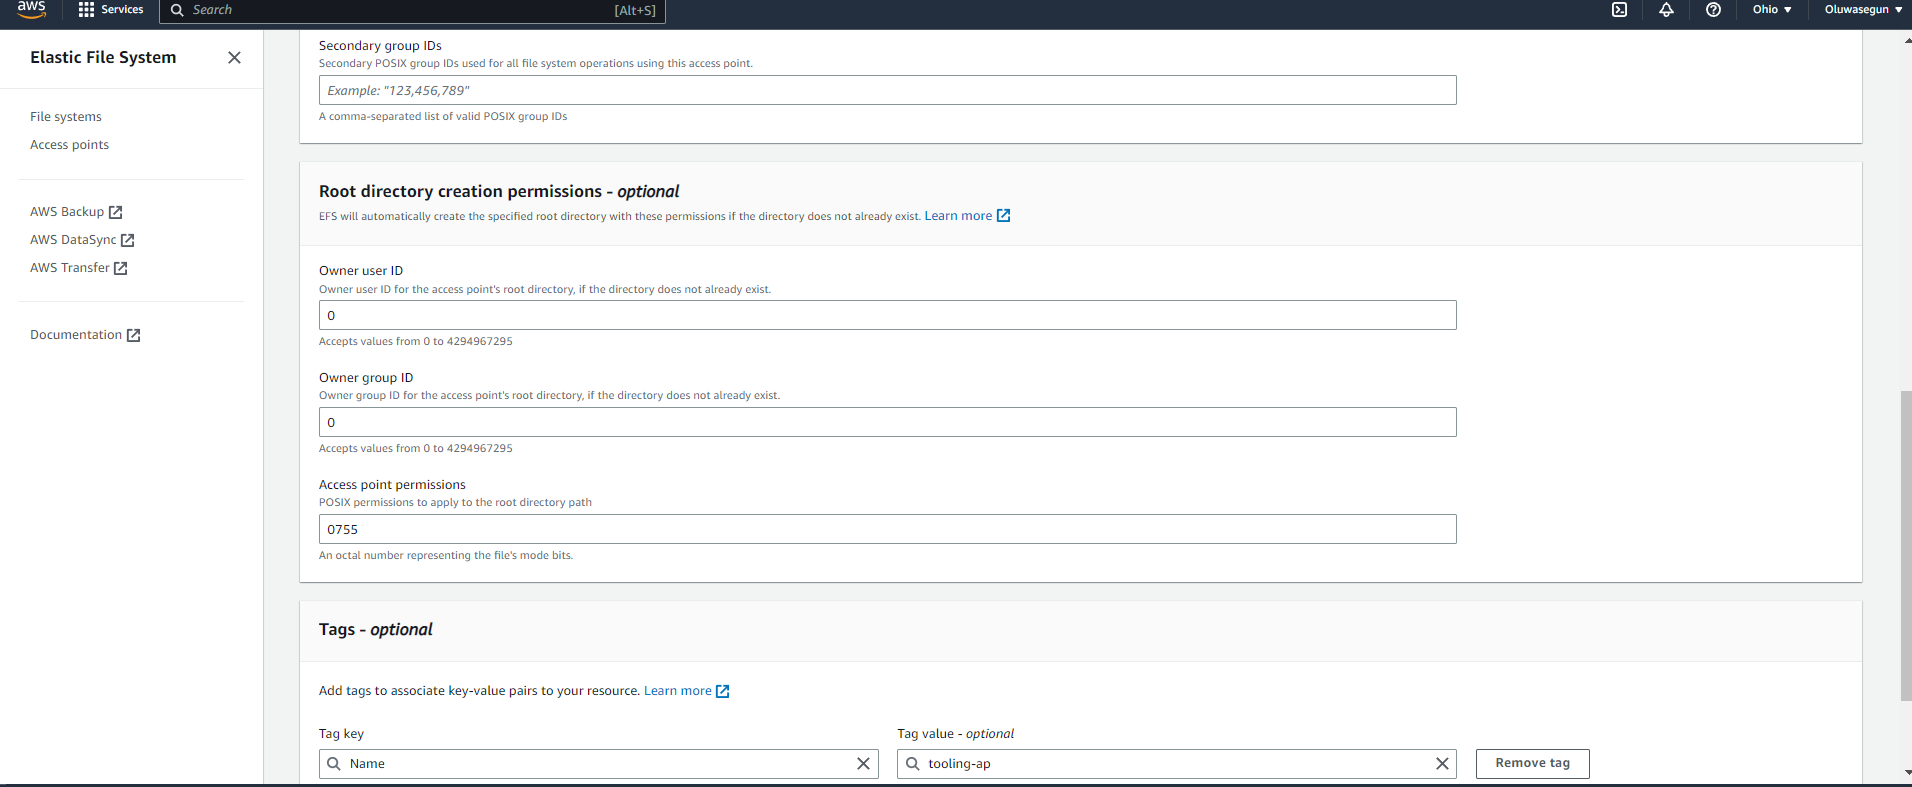 aws
Services
Search
[Alt+S]
Ohio
Oluwasegun
Elastic File System
File systems
Access points
AWS Backup
AWS DataSync
AWS Transfer
Documentation
Secondary group IDs
Secondary POSIX group IDs used for all file system operations using this access point.
Example: "123,456,789"
A comma-separated list of valid POSIX group IDs
Root directory creation permissions - optional
EFS will automatically create the specified root directory with these permissions if the directory does not already exist. Learn more
Owner user ID
Owner user ID for the access point's root directory, if the directory does not already exist.
0
Accepts values from 0 to 4294967295
Owner group ID
Owner group ID for the access point's root directory, if the directory does not already exist.
0
Accepts values from 0 to 4294967295
Access point permissions
POSIX permissions to apply to the root directory path
0755
An octal number representing the file's mode bits.
Tags - optional
Add tags to associate key-value pairs to your resource. Learn more
Tag key
Tag value - optional
Name
tooling-ap
Remove tag